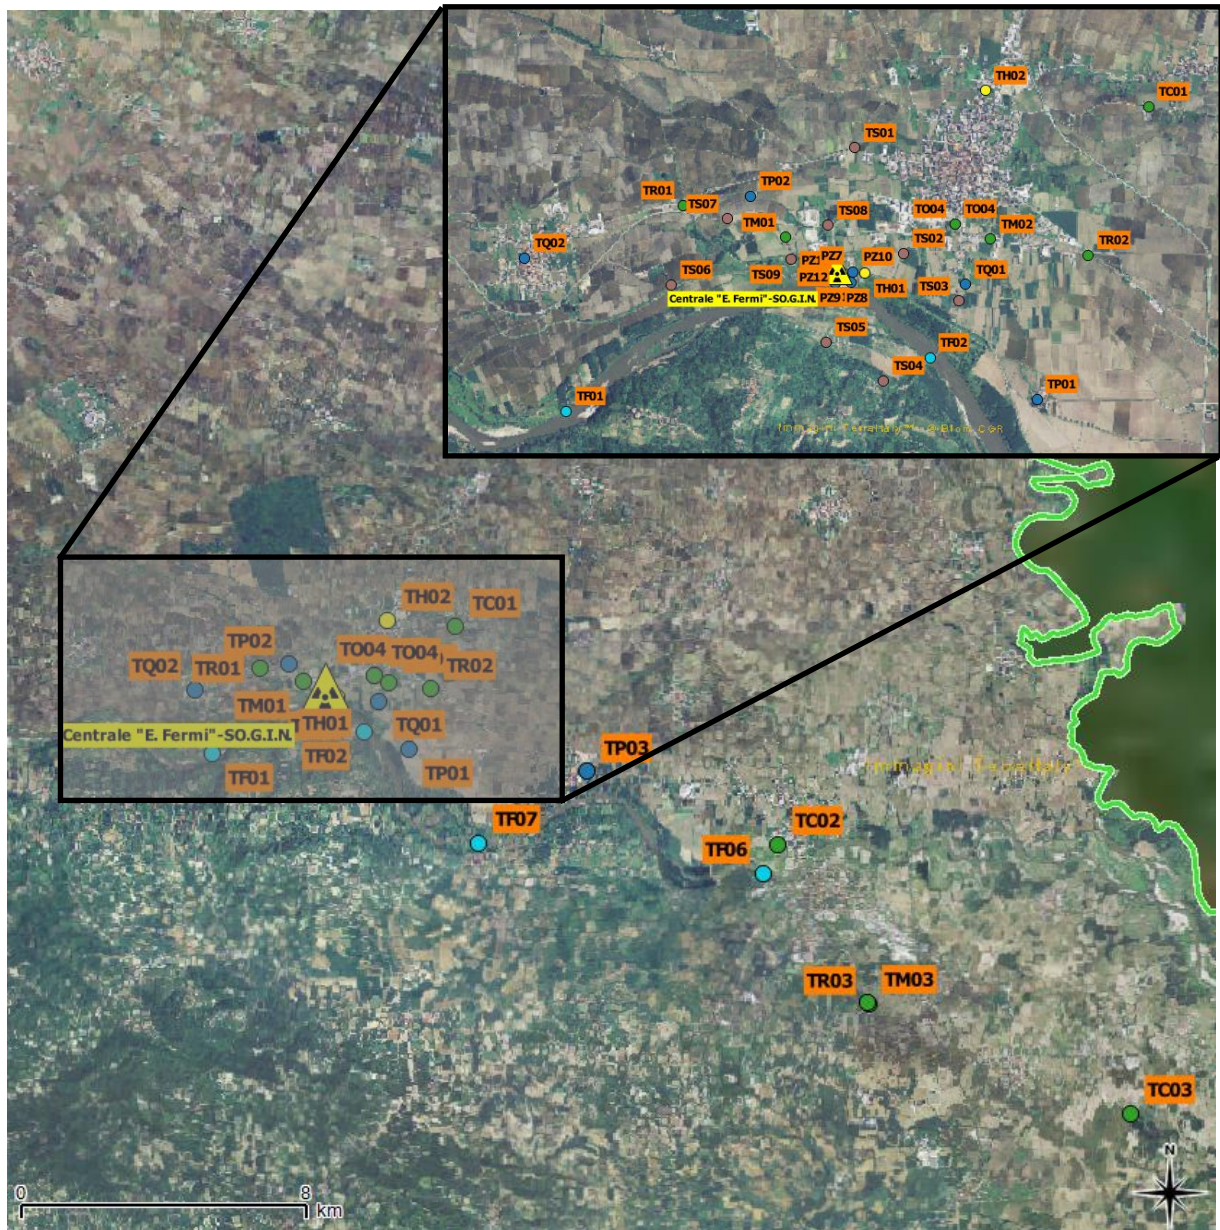 TH02
TC01
TS01
TP02
TR01
TS07
TM01
TS08
TO04
TO04
TM02
TR02
TQ02
TS06
TS09
PZ7
PZ12
PZ10
TS02
TH01
TS03
TQ01
Centrale "E. Fermi"-SO.G.I.N.
PZ8
TS05
TF02
TS04
TF01
TP01
TH02
TC01
TP02
TO04
TO04
TR02
TQ02
TR01
TM01
TH01
TQ01
Centrale "E. Fermi"-SO.G.I.N.
TF02
TF01
TP01
TP03
TF07
TC02
TF06
TR03
TM03
TC03
N
0
8
km